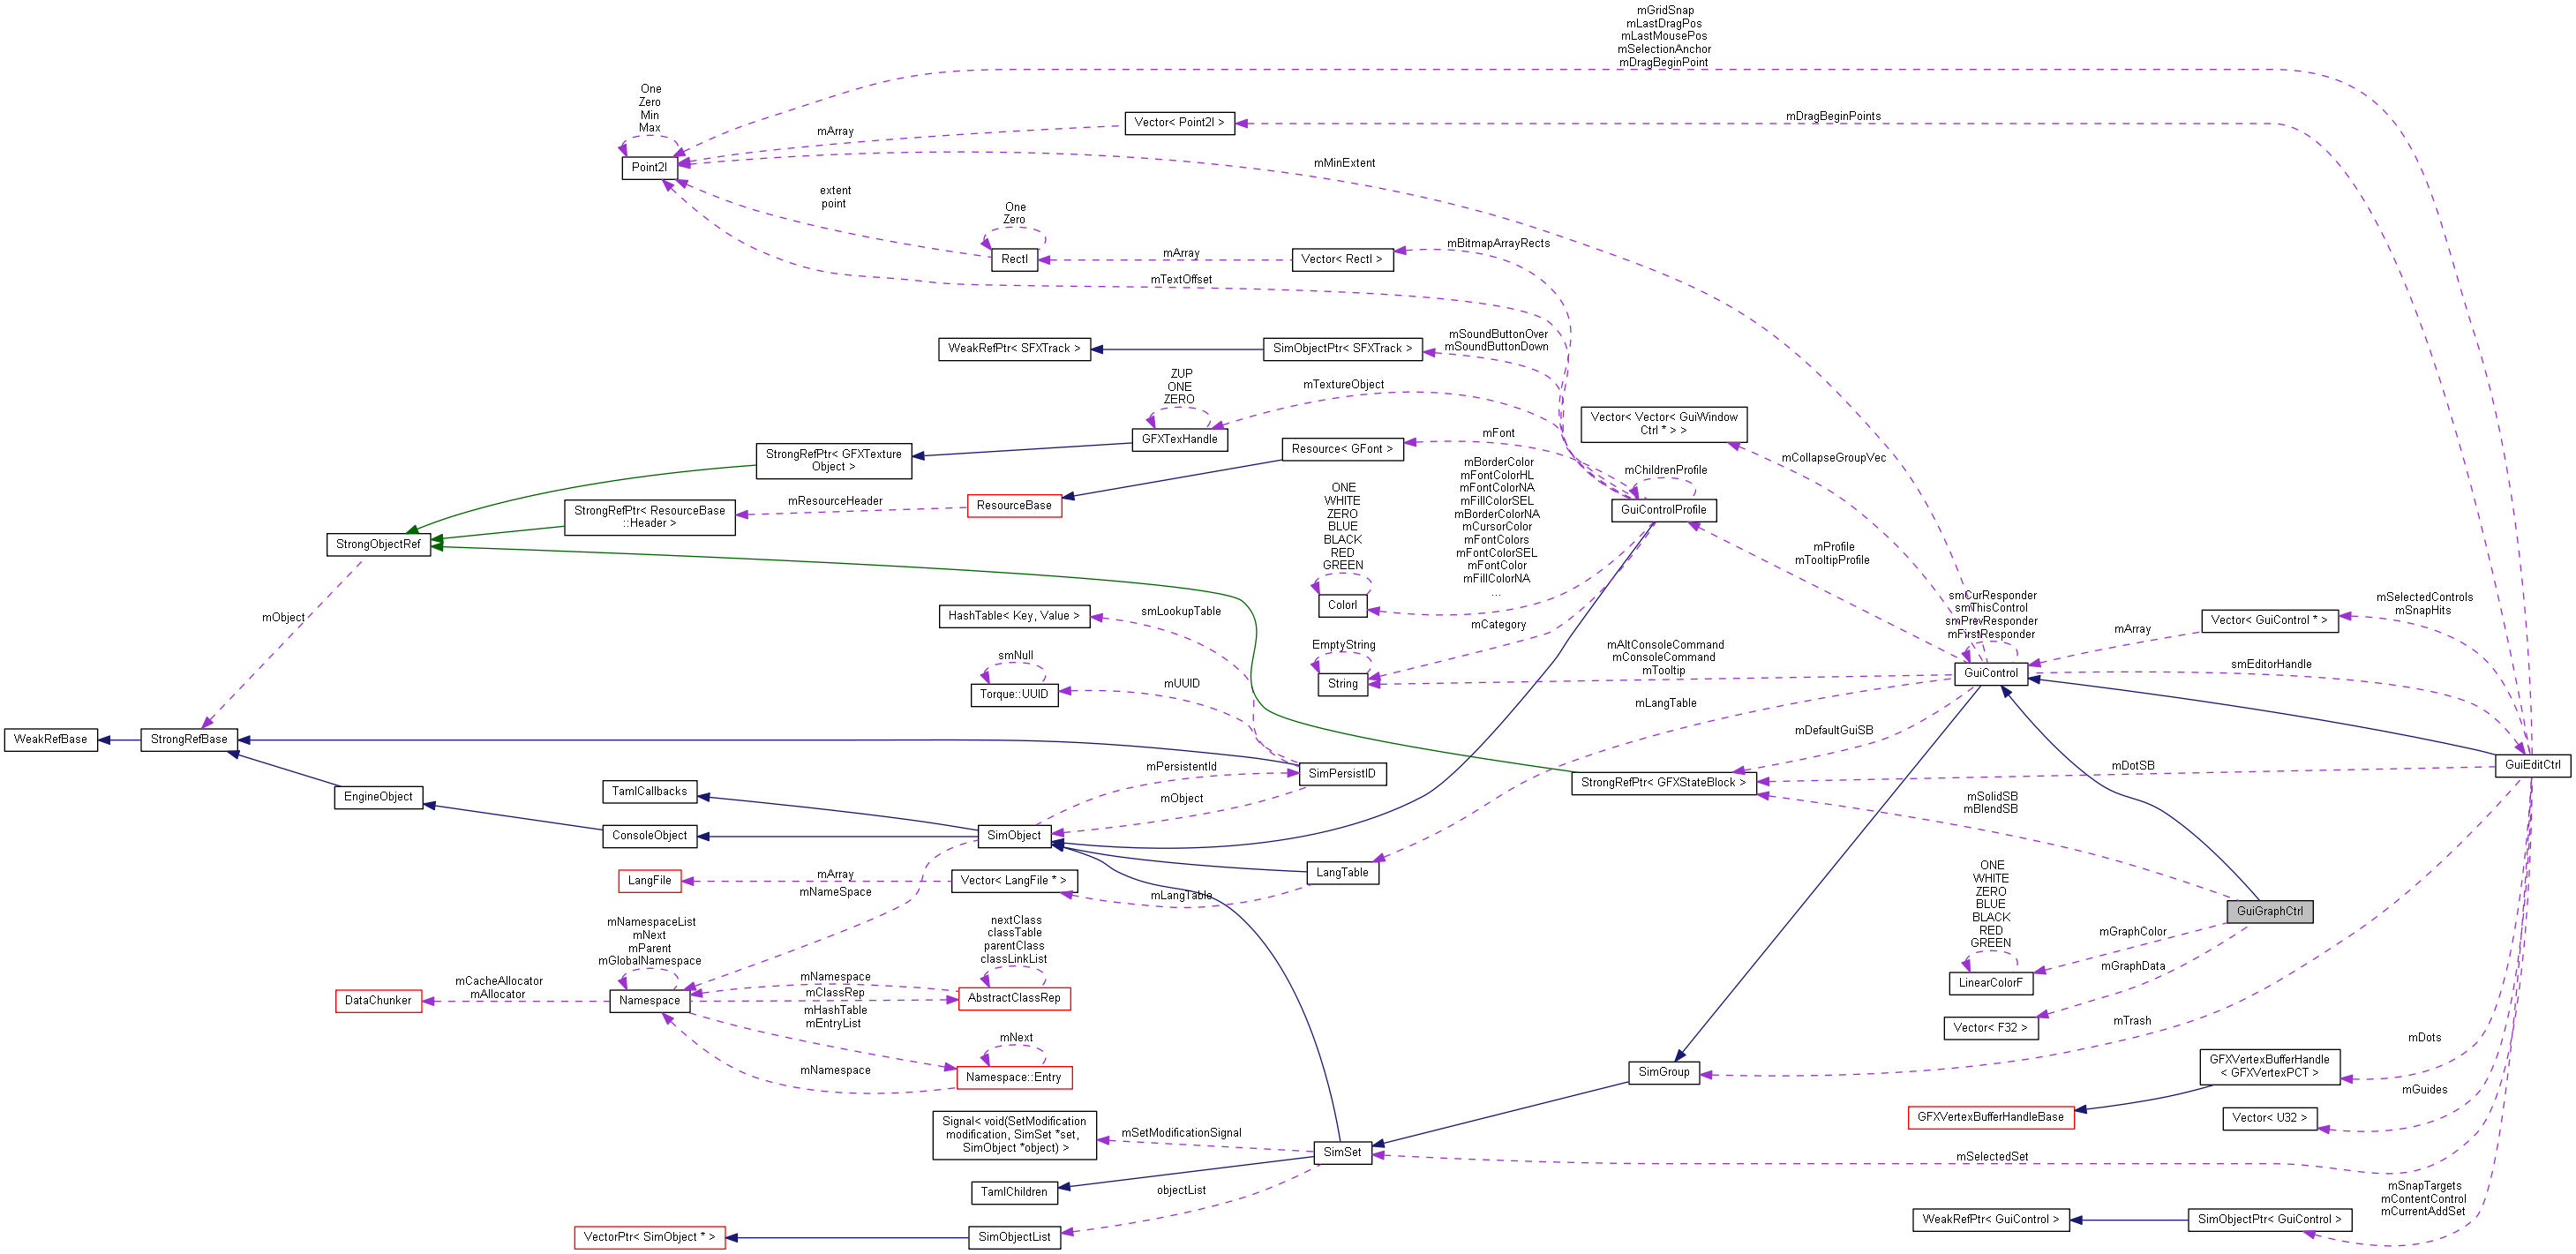 mGridSnap
mLastDragPos
mLastMousePos
mSelectionAnchor
mDragBeginPoint
One
Zero
Min
Max
mDragBeginPoints
Vector< Point2I >
mArray
Point2I
mMinExtent
extent
point
One
Zero
mBitmapArrayRects
RectI
mArray
Vector< RectI >
mTextOffset
WeakRefPtr< SFXTrack >
SimObjectPtr< SFXTrack >
mSoundButtonOver
mSoundButtonDown
ZUP
ONE
ZERO
mTextureObject
Vector< Vector< GuiWindow
Ctrl * > >
GFXTexHandle
mFont
Resource< GFont >
StrongRefPtr< GFXTexture
Object >
mCollapseGroupVec
mBorderColor
mFontColorHL
mFontColorNA
mFillColorSEL
mBorderColorNA
mCursorColor
mFontColors
mFontColorSEL
mFontColor
mFillColorNA
...
mChildrenProfile
GuiControlProfile
ONE
WHITE
ZERO
BLUE
BLACK
RED
GREEN
mResourceHeader
ResourceBase
StrongRefPtr< ResourceBase
::Header >
StrongObjectRef
mProfile
mTooltipProfile
ColorI
mObject
HashTable< Key, Value >
smLookupTable
mCategory
smCurResponder
smThisControl
smPrevResponder
mFirstResponder
mSelectedControls
mSnapHits
Vector< GuiControl * >
mArray
EmptyString
String
mAltConsoleCommand
mConsoleCommand
mTooltip
smNull
Torque::UUID
mUUID
GuiControl
smEditorHandle
mLangTable
mDefaultGuiSB
WeakRefBase
StrongRefBase
mPersistentId
SimPersistID
mDotSB
GuiEditCtrl
StrongRefPtr< GFXStateBlock >
EngineObject
TamlCallbacks
mObject
mSolidSB
mBlendSB
ConsoleObject
SimObject
LangTable
LangFile
mArray
Vector< LangFile * >
mLangTable
mNameSpace
ONE
WHITE
ZERO
BLUE
BLACK
RED
GREEN
GuiGraphCtrl
mGraphColor
mGraphData
LinearColorF
mNamespaceList
mNext
mParent
mGlobalNamespace
nextClass
classTable
parentClass
classLinkList
mCacheAllocator
mAllocator
DataChunker
Namespace
mNamespace
mClassRep
AbstractClassRep
mHashTable
mEntryList
mNext
Vector< F32 >
mTrash
mDots
mNamespace
Namespace::Entry
SimGroup
GFXVertexBufferHandle
< GFXVertexPCT >
mGuides
GFXVertexBufferHandleBase
Vector< U32 >
Signal< void(SetModification
modification, SimSet *set,
SimObject *object) >
mSetModificationSignal
SimSet
mSelectedSet
TamlChildren
objectList
mSnapTargets
mContentControl
mCurrentAddSet
VectorPtr< SimObject * >
SimObjectList
WeakRefPtr< GuiControl >
SimObjectPtr< GuiControl >